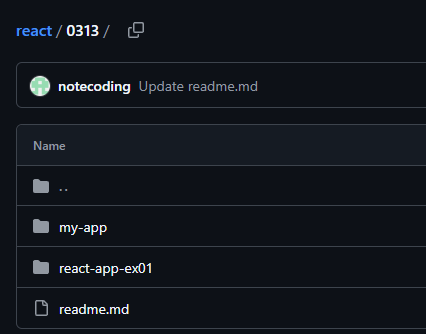 react / 0313 /
notecoding Update readme.md
Name
..
my-app
react-app-ex01
readme.md